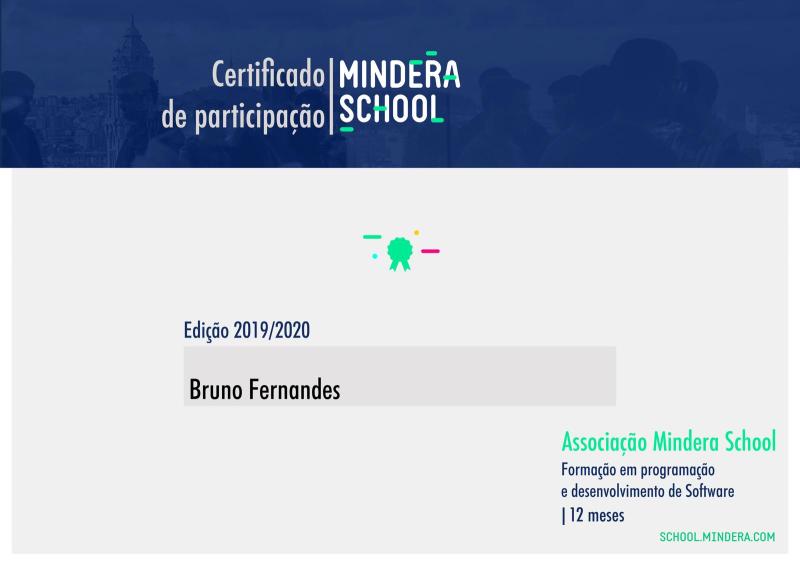 Certificado
de participação
MINDERA
SCHOOL
Edição 2019/2020
Bruno Fernandes
Associação Mindera School
Formação em programação
e desenvolvimento de Software
| 12 meses
SCHOOL.MINDERA.COM